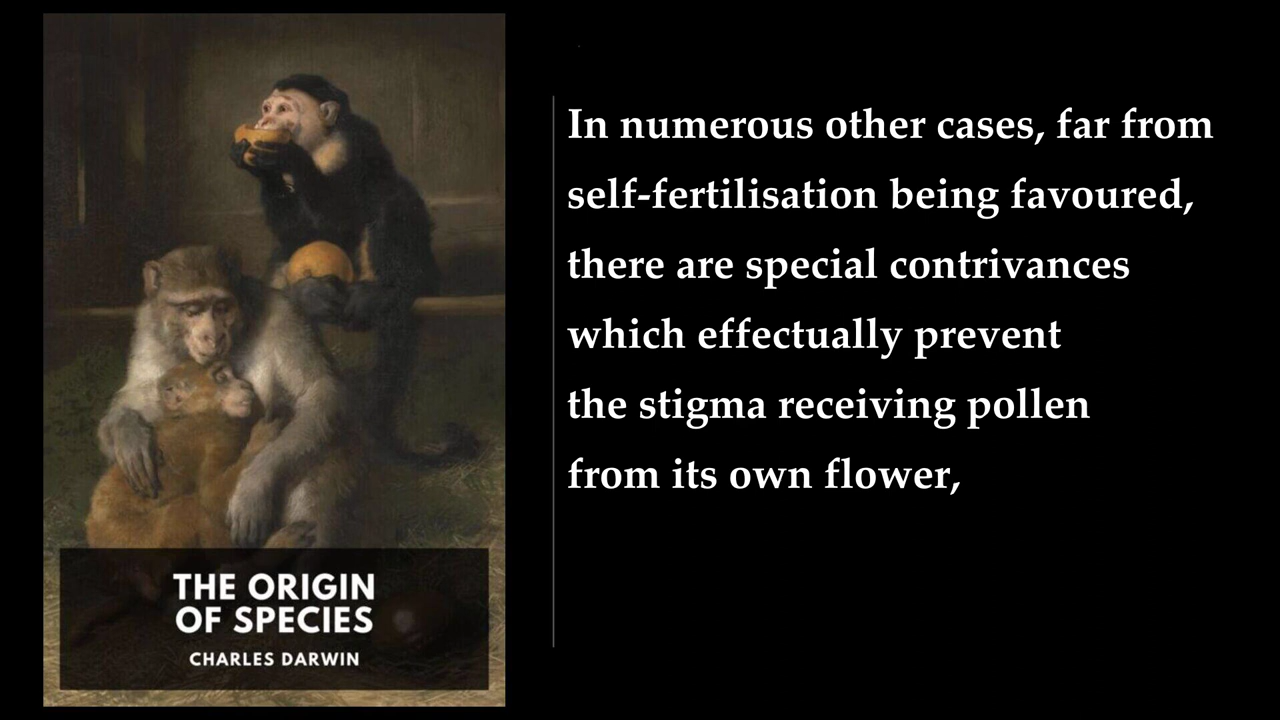 THE ORIGIN
OF SPECIES
CHARLES DARWIN
In numerous other cases, far from
self-fertilisation being favoured,
there are special contrivances
which effectually prevent
the stigma receiving pollen
from its own flower,